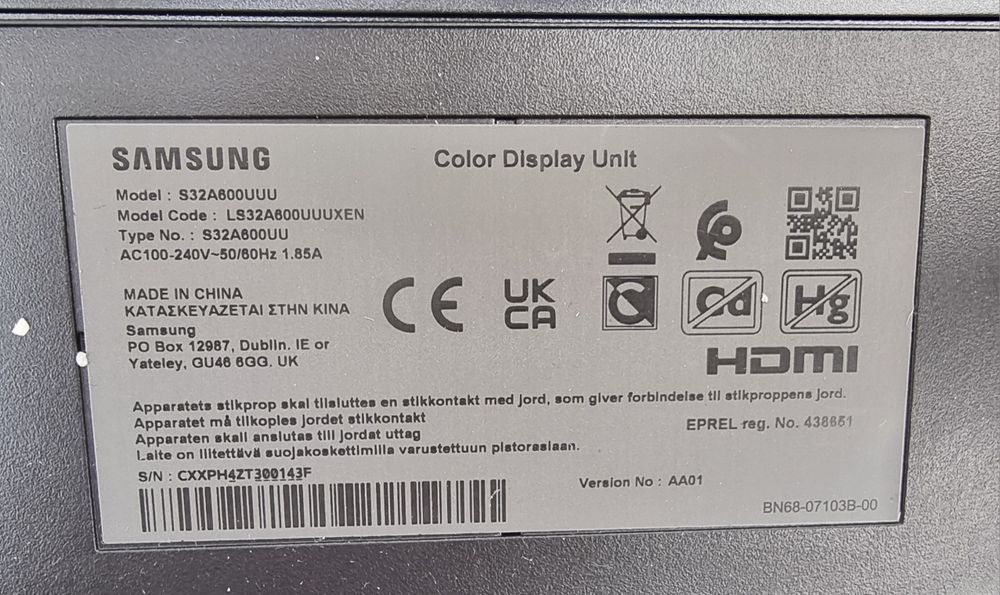 SAMSUNG
Color Display Unit
Model : S32A600UUU
Model Code : LS32A600UUUXEN
Type No. : S32A600UU
AC100-240V~50/60Hz 1.85A
MADE IN CHINA
ΚΑΤΑΣΚΕΥΑΖΕΤΑΙ ΣΤΗΝ ΚΙΝΑ
Samsung
PO Box 12987, Dublin. IE or
Yateley, GU46 6GG. UK
CE
UK
CA
Cd
Hg
HDMI
Apparatets stikprop skal tilsluttes en stikkontakt med jord, som giver forbindelse til stikproppens jord.
Apparatet må tilkoples jordet stikkontakt
Apparaten skall anslutas till jordat uttag
Laite on liitettävä suojakoskettimilla varustettuun pistorasiaan.
EPREL reg. No. 438651
S/N : CXXPH4ZT300143F
Version No : AA01
BN68-07103B-00